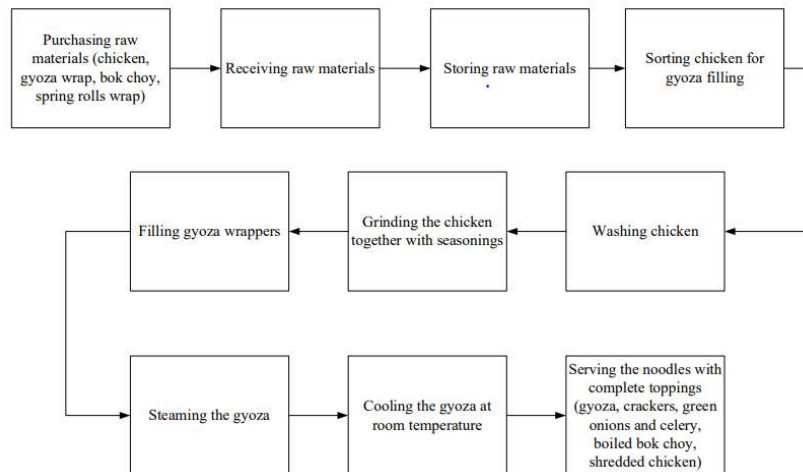 Purchasing raw
materials (chicken,
gyoza wrap, bok choy,
spring rolls wrap)
Receiving raw materials
Storing raw materials
Sorting chicken for
gyoza filling
Filling gyoza wrappers
Grinding the chicken
together with seasonings
Washing chicken
Steaming the gyoza
Cooling the gyoza at
room temperature
Serving the noodles with
complete toppings
(gyoza, crackers, green
onions and celery,
boiled bok choy,
shredded chicken)